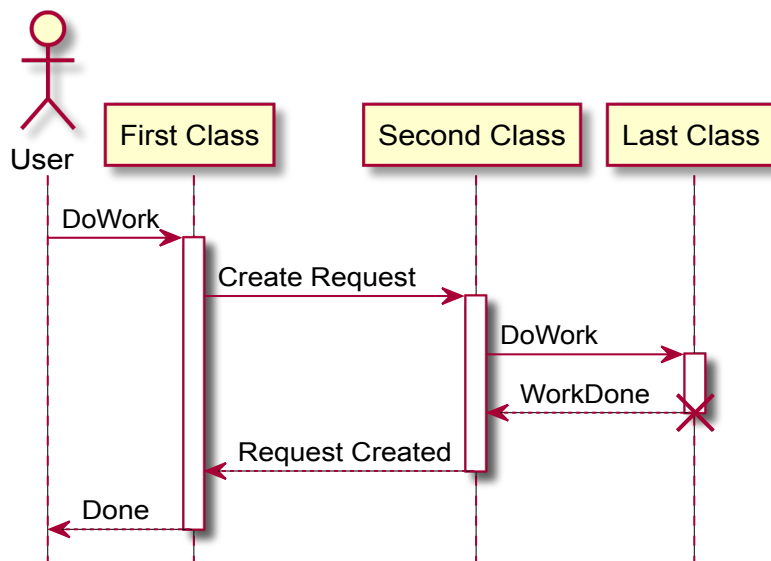 User
First Class
Second Class
Last Class
DoWork
Create Request
DoWork
WorkDone
Request Created
Done